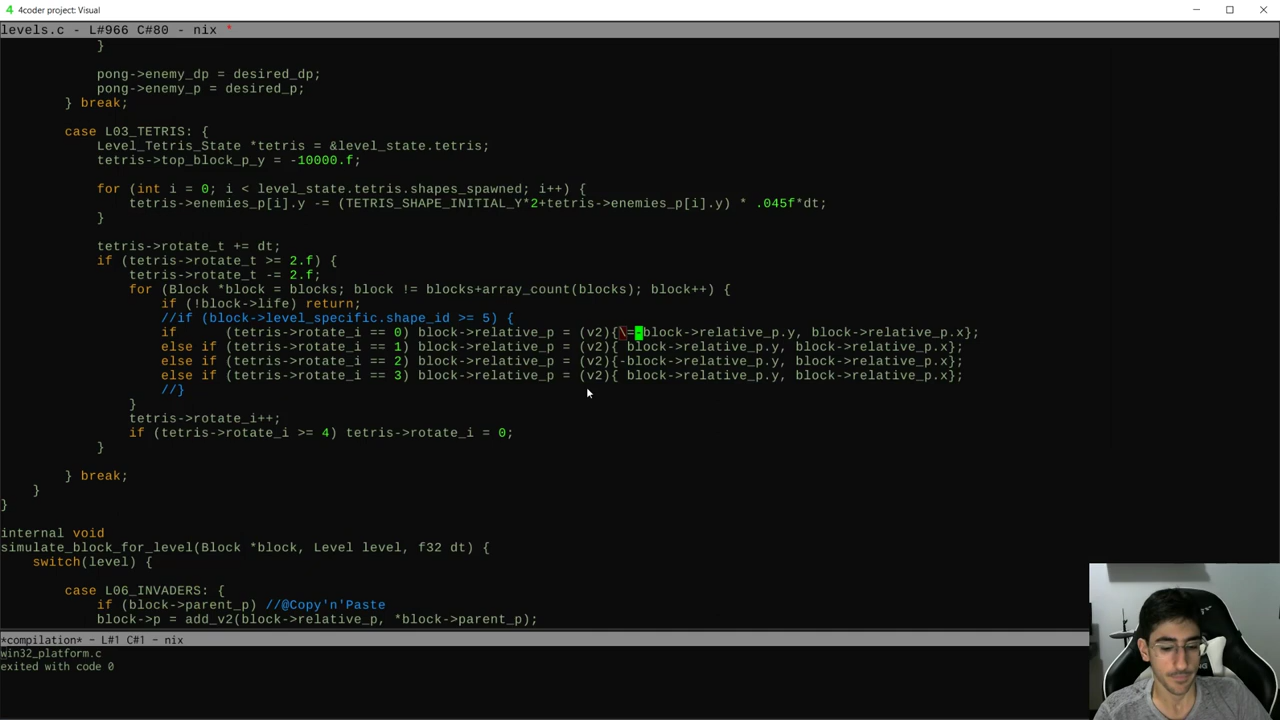 4 4coder project: Visual
levels.c - L#966 C#80 - nix *
}
pong->enemy_dp = desired_dp;
pong->enemy_p = desired_p;
} break;
case L03_TETRIS: {
Level_Tetris_State *tetris = &level_state.tetris;
tetris->top_block_p_y = -10000.f;
for (int i = 0; i < level_state.tetris.shapes_spawned; i++) {
tetris->enemies_p[i].y -= (TETRIS_SHAPE_INITIAL_Y*2+tetris->enemies_p[i].y) * .045f*dt;
}
tetris->rotate_t += dt;
if (tetris->rotate_t >= 2.f) {
tetris->rotate_t -= 2.f;
for (Block *block = blocks; block != blocks+array_count(blocks); block++) {
if (!block->life) return;
//if (block->level_specific.shape_id >= 5) {
if      (tetris->rotate_i == 0) block->relative_p = (v2){\=-block->relative_p.y, block->relative_p.x};
else if (tetris->rotate_i == 1) block->relative_p = (v2){ block->relative_p.y, block->relative_p.x};
else if (tetris->rotate_i == 2) block->relative_p = (v2){-block->relative_p.y, block->relative_p.x};
else if (tetris->rotate_i == 3) block->relative_p = (v2){ block->relative_p.y, block->relative_p.x};
//}
}
tetris->rotate_i++;
if (tetris->rotate_i >= 4) tetris->rotate_i = 0;
}
} break;
}
}
internal void
simulate_block_for_level(Block *block, Level level, f32 dt) {
switch(level) {
case L06_INVADERS: {
if (block->parent_p) //@Copy'n'Paste
block->p = add_v2(block->relative_p, *block->parent_p);
*compilation* - L#1 C#1 - nix
win32_platform.c
exited with code 0